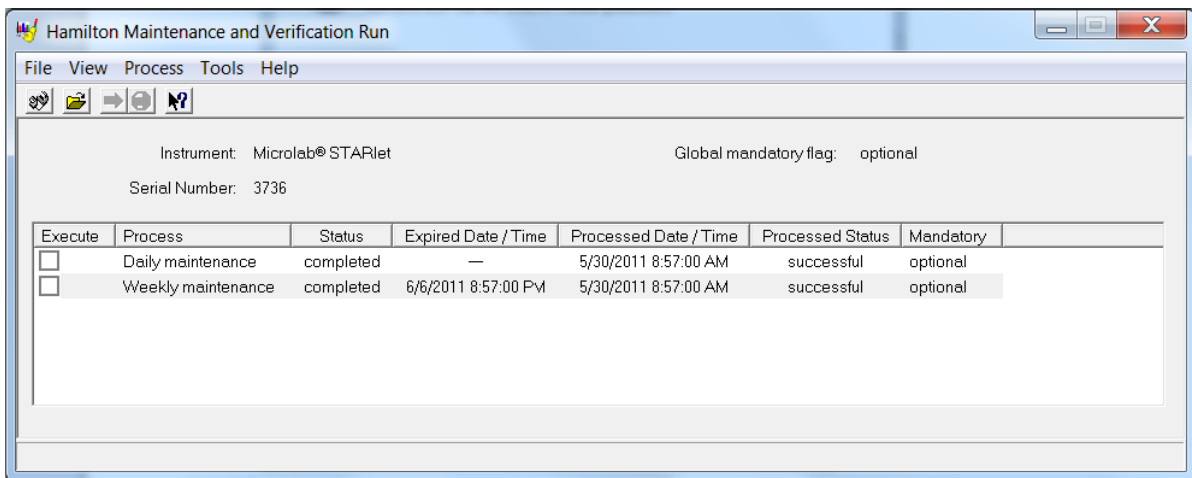 Hamilton Maintenance and Verification Run
File View Process Tools Help
Instrument: Microlab® STARlet Global mandatory flag: optional
Serial Number: 3736
Execute Process Status Expired Date / Time Processed Date / Time Processed Status Mandatory
Daily maintenance completed — 5/30/2011 8:57:00 AM successful optional
Weekly maintenance completed 6/6/2011 8:57:00 PM 5/30/2011 8:57:00 AM successful optional